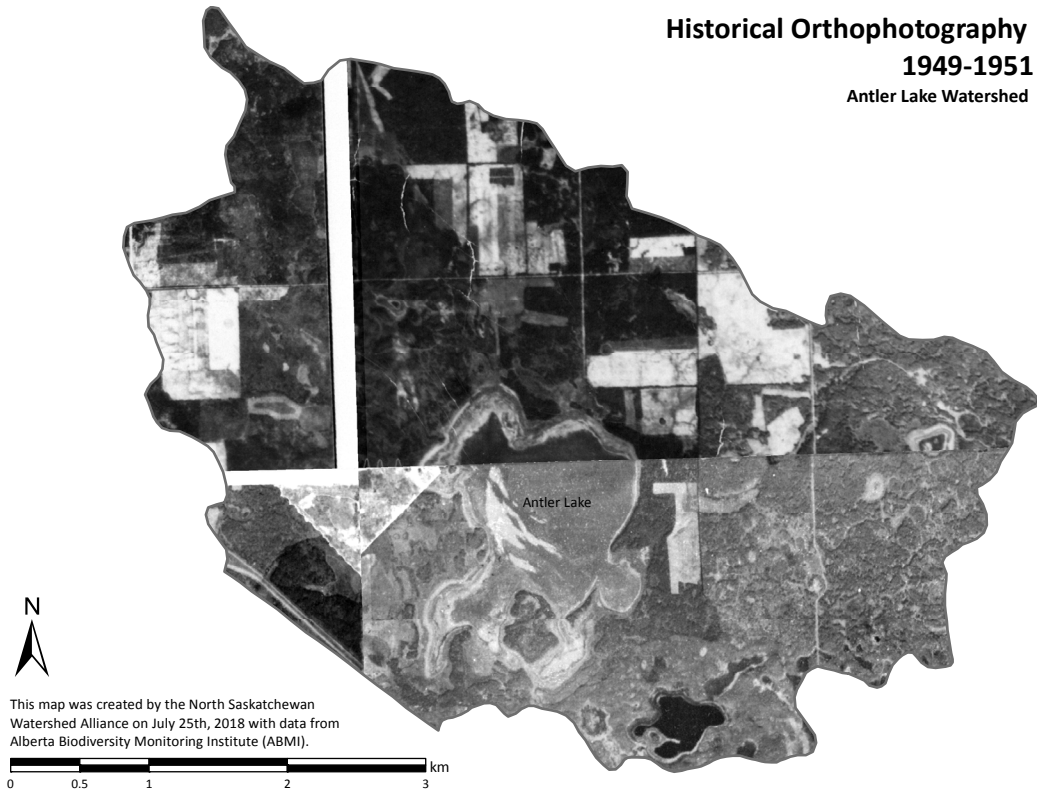 Historical Orthophotography
1949-1951
Antler Lake Watershed
Antler Lake
N
This map was created by the North Saskatchewan
Watershed Alliance on July 25th, 2018 with data from
Alberta Biodiversity Monitoring Institute (ABMI).
km
0 0.5 1 2 3